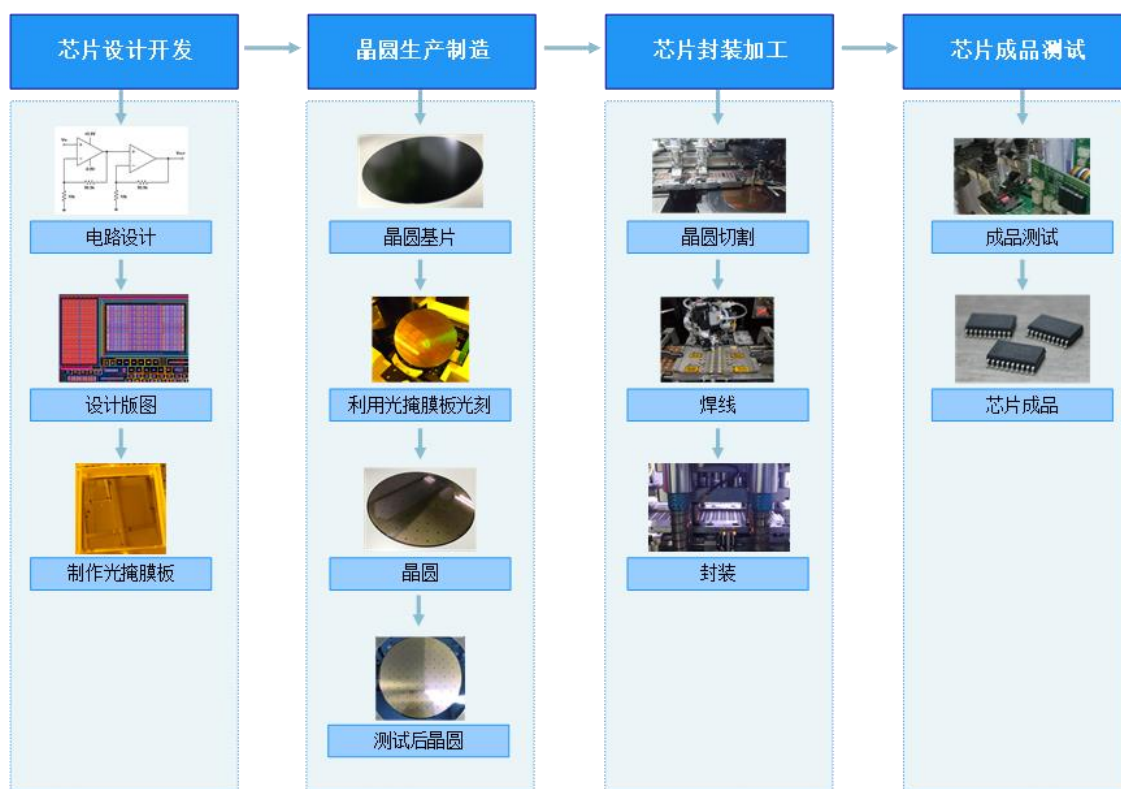 芯片设计开发
晶圆生产制造
芯片封装加工
芯片成品测试
电路设计
设计版图
制作光掩膜板
晶圆基片
利用光掩膜板光刻
晶圆
测试后晶圆
晶圆切割
焊线
封装
成品测试
芯片成品